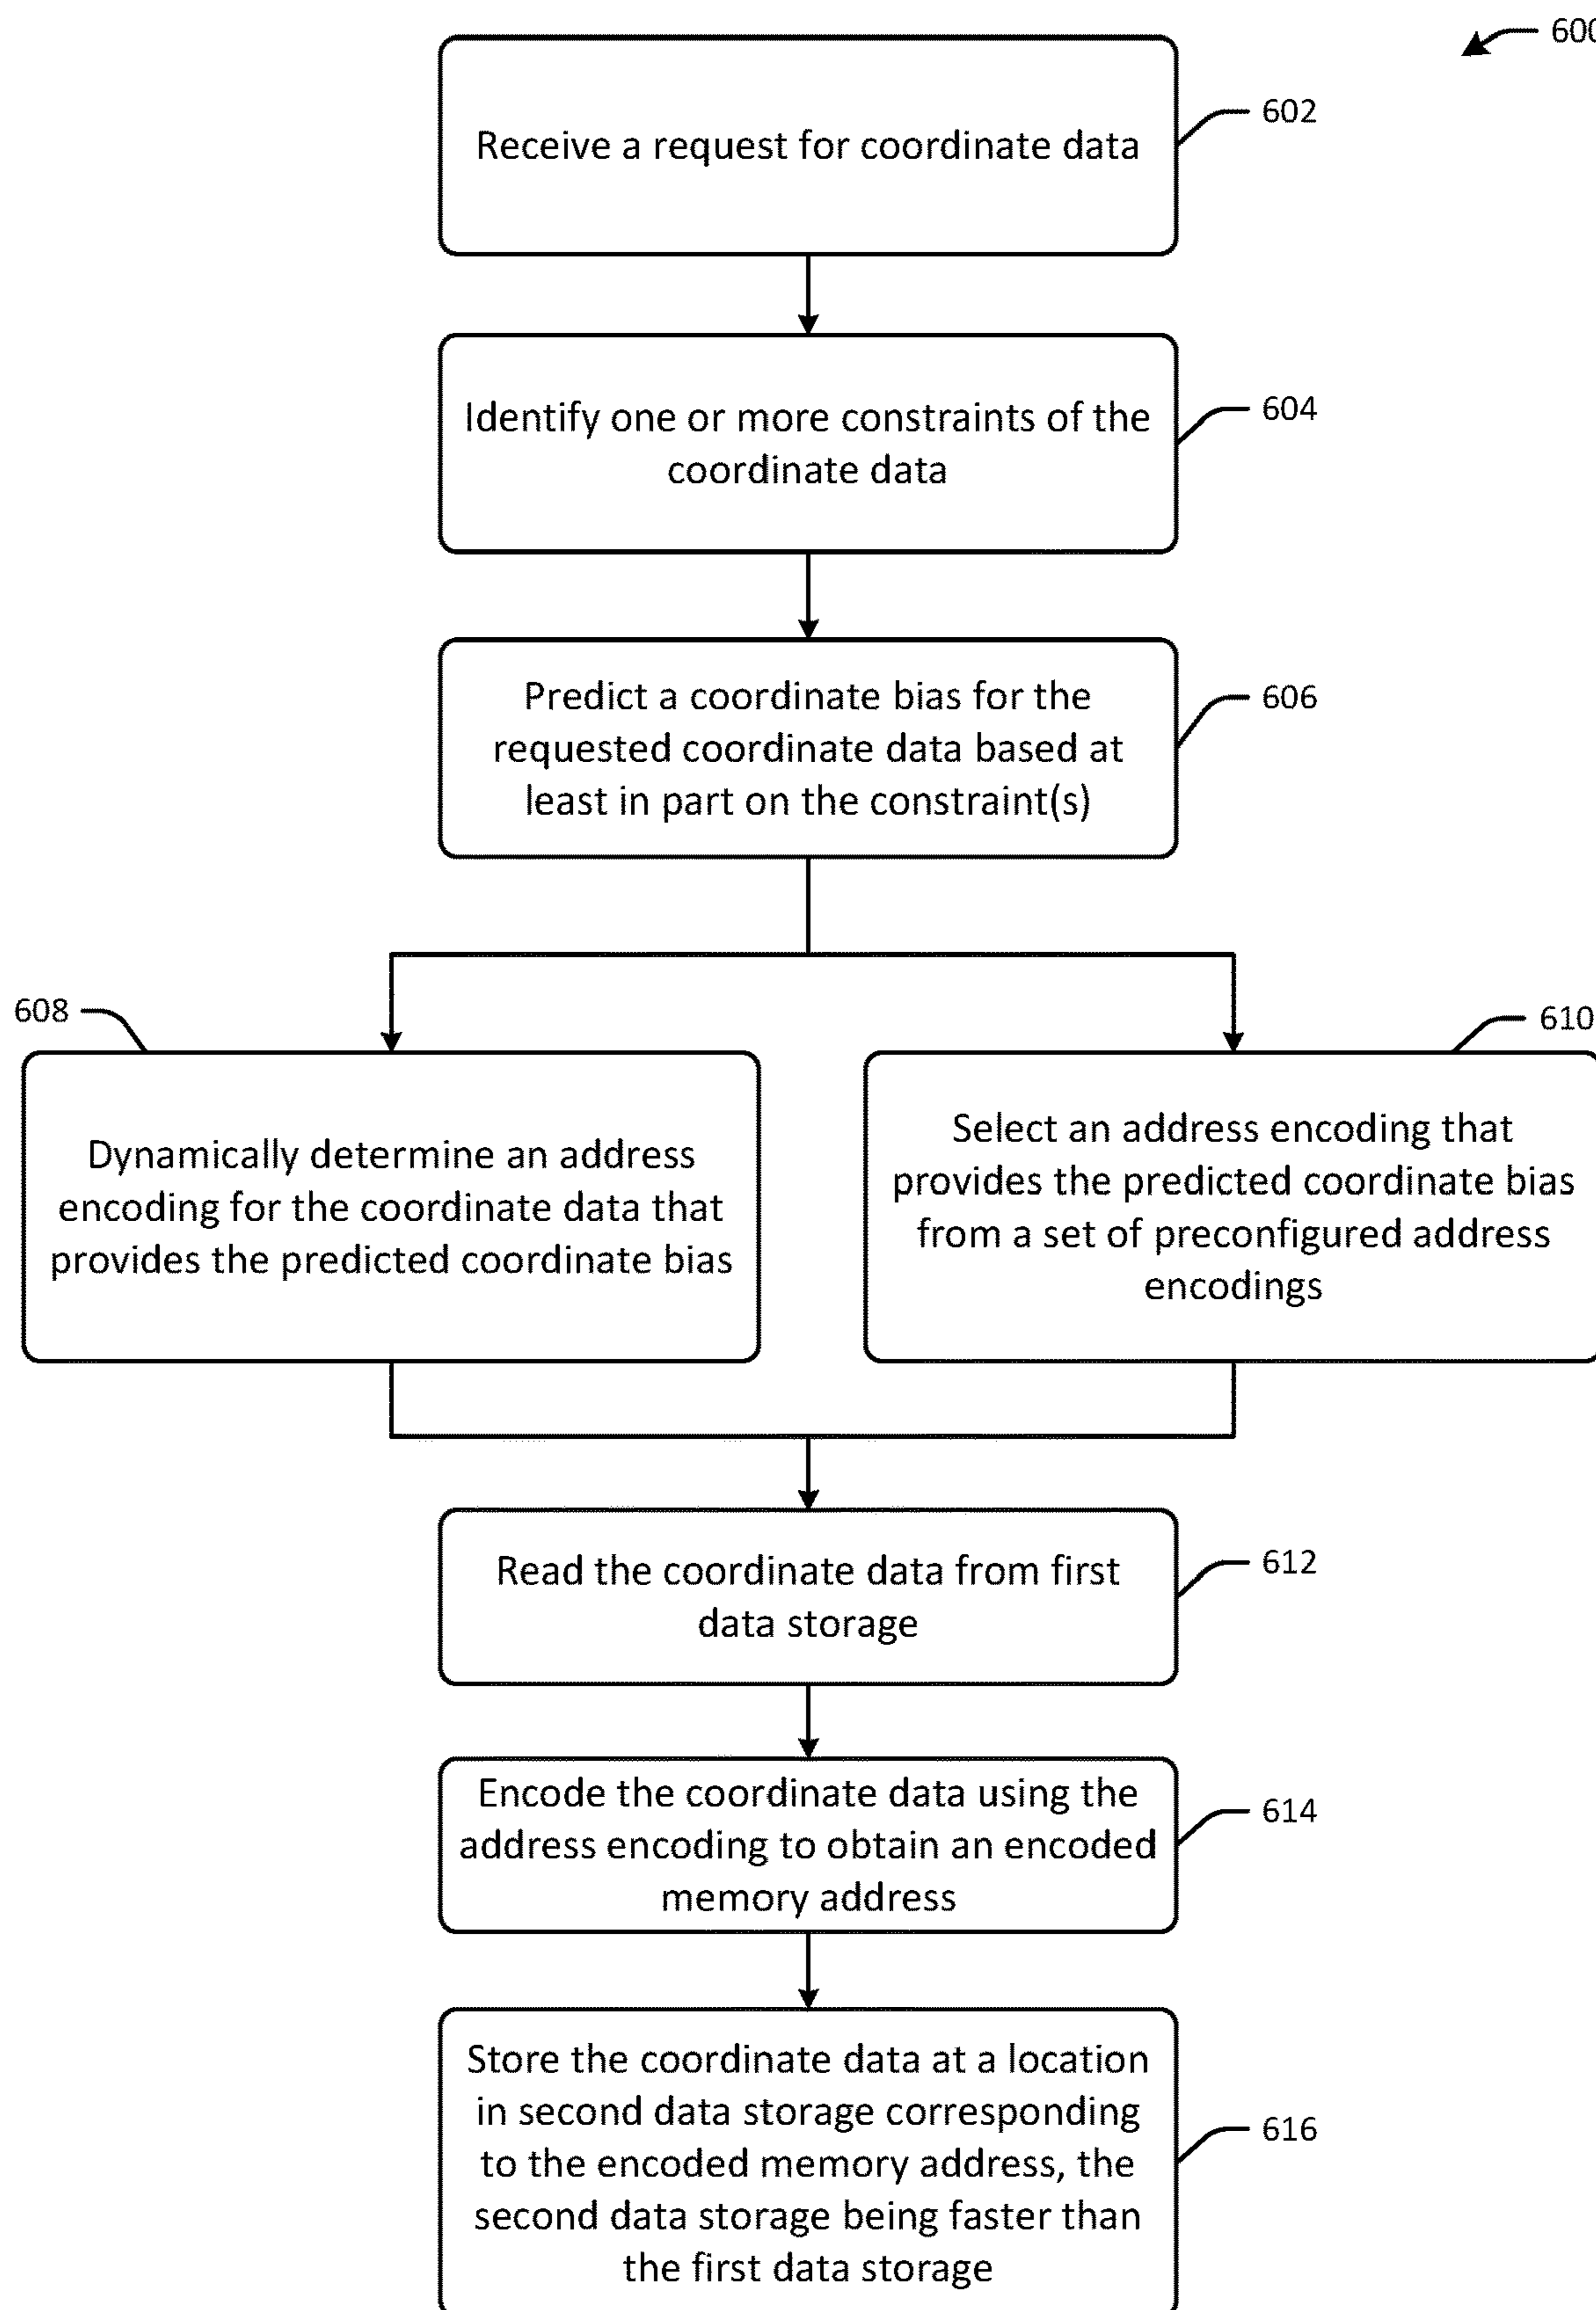 600
Receive a request for coordinate data
602
Identify one or more constraints of the
coordinate data
604
Predict a coordinate bias for the
requested coordinate data based at
least in part on the constraint(s)
606
608
Dynamically determine an address
encoding for the coordinate data that
provides the predicted coordinate bias
610
Select an address encoding that
provides the predicted coordinate bias
from a set of preconfigured address
encodings
Read the coordinate data from first
data storage
612
Encode the coordinate data using the
address encoding to obtain an encoded
memory address
614
Store the coordinate data at a location
in second data storage corresponding
to the encoded memory address, the
second data storage being faster than
the first data storage
616